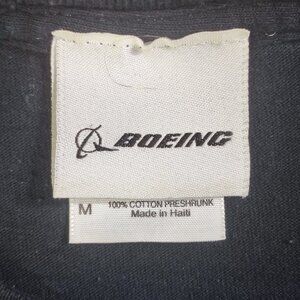 BOEING
M
100% COTTON PRESHRUNK
Made in Haiti